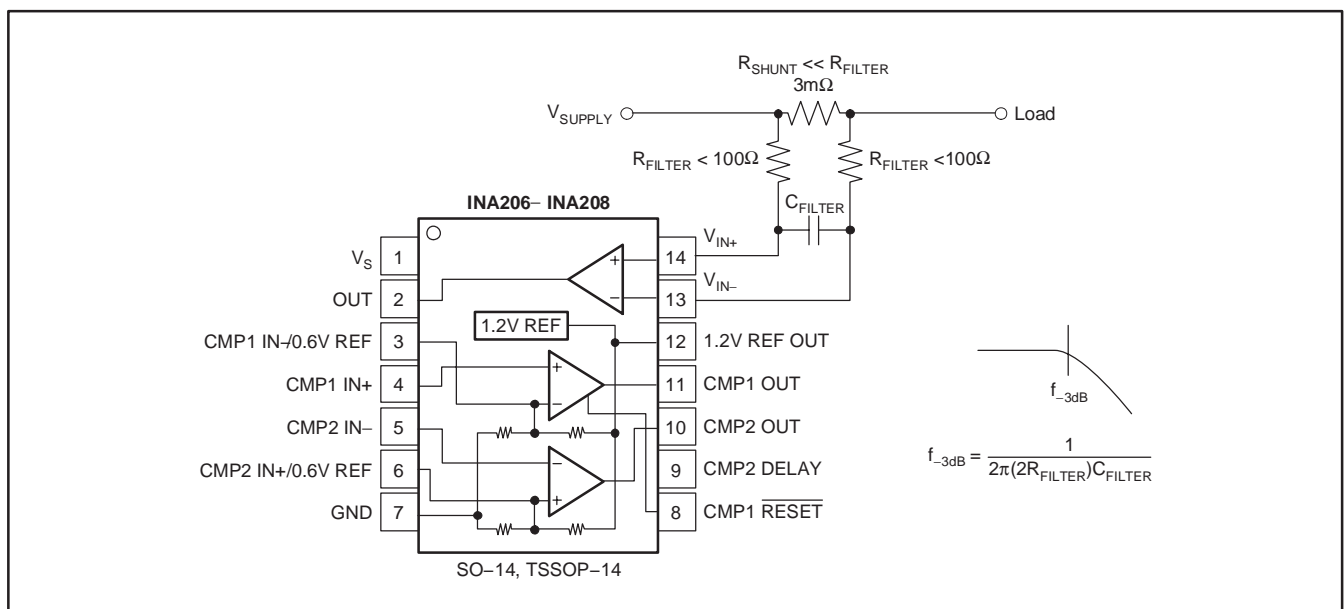 R_SHUNT << R_FILTER
3mΩ
V_SUPPLY
Load
R_FILTER < 100Ω
R_FILTER <100Ω
C_FILTER
INA206– INA208
V_IN+
V_IN–
V_S
1
14
OUT
2
13
1.2V REF
CMP1 IN–/0.6V REF
3
12
1.2V REF OUT
CMP1 IN+
4
11
CMP1 OUT
CMP2 IN–
5
10
CMP2 OUT
CMP2 IN+/0.6V REF
6
9
CMP2 DELAY
GND
7
8
CMP1 RESET
+
–
+
–
–
+
SO–14, TSSOP–14
f_–3dB
f_–3dB = 1
2π(2R_FILTER)C_FILTER